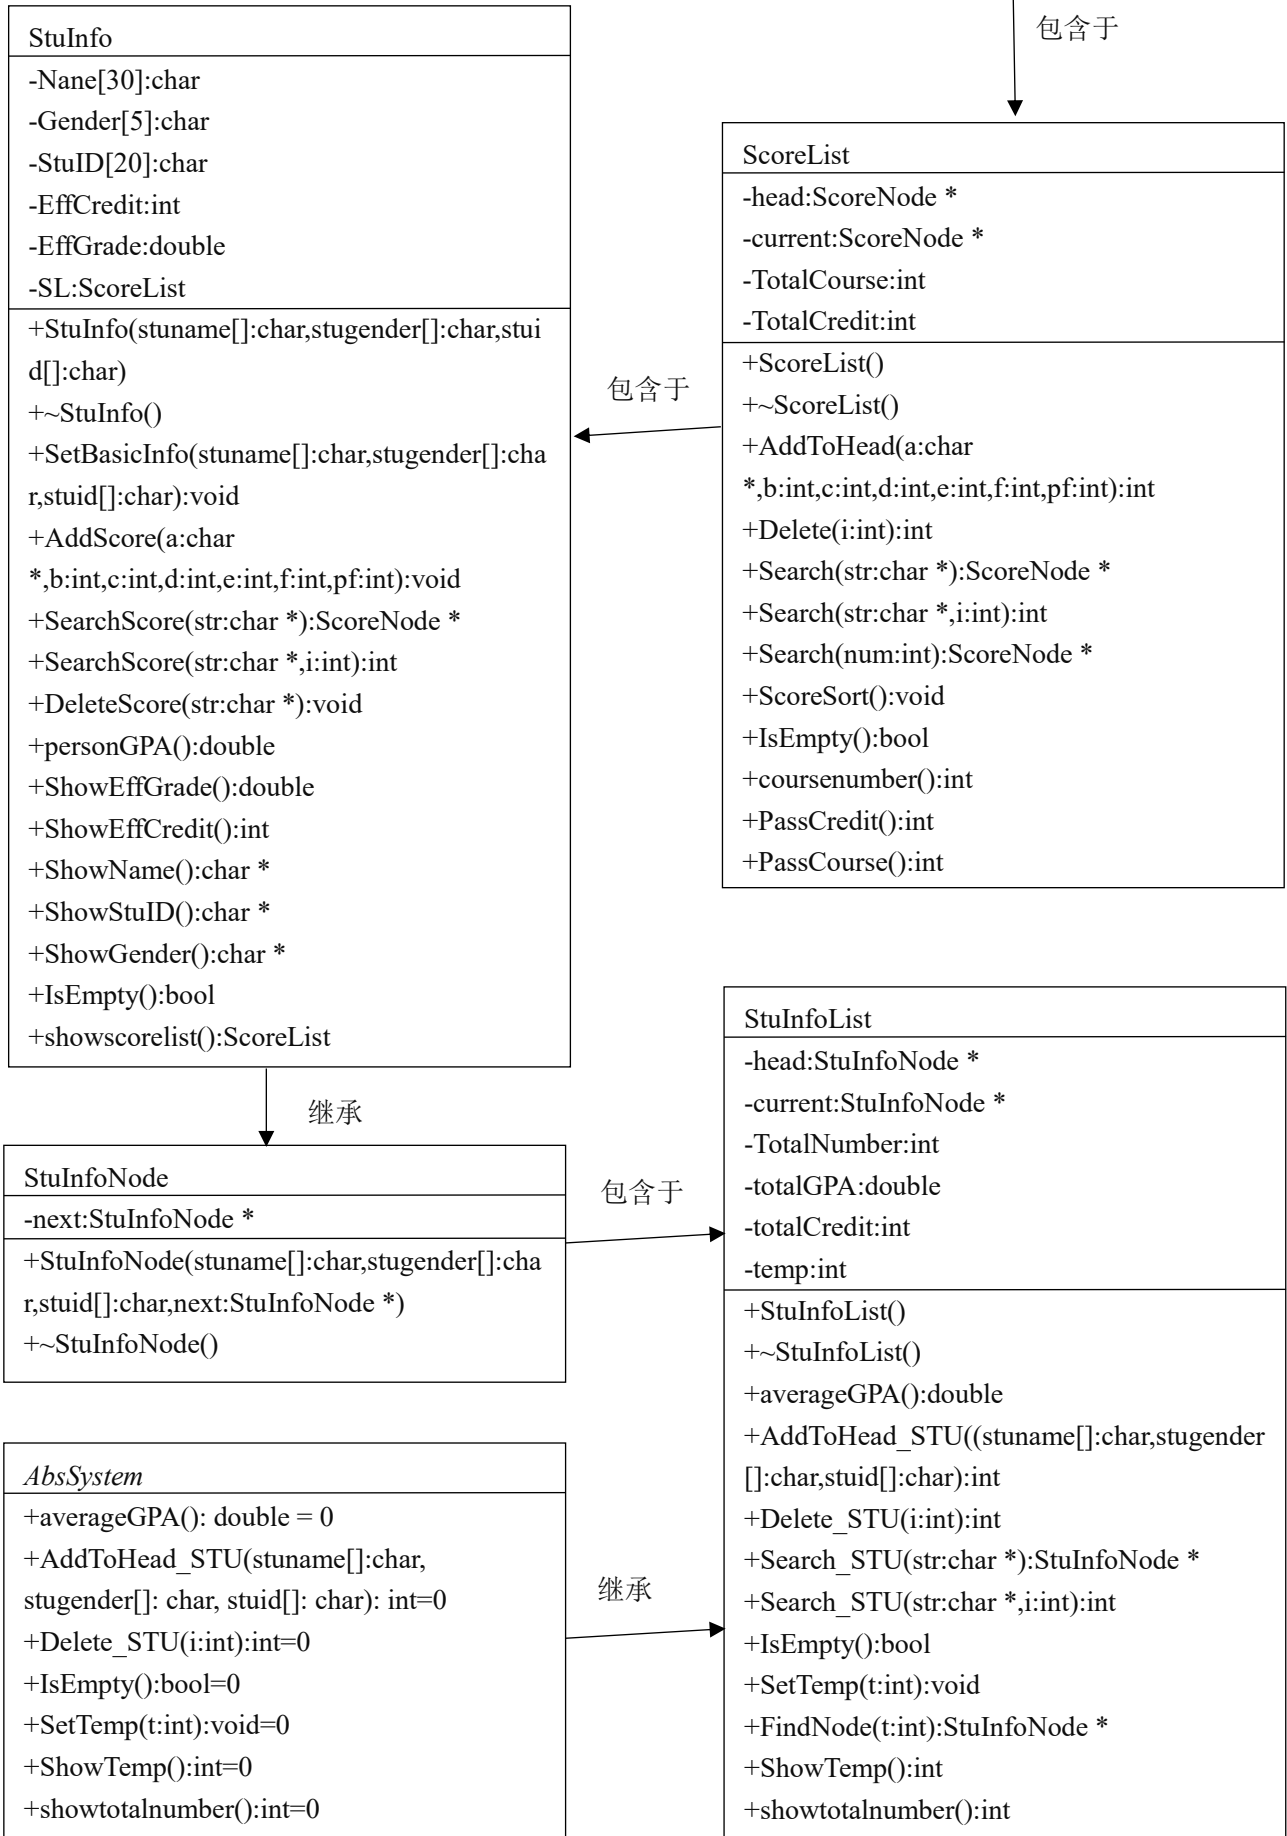 StuInfo
-Nane[30]:char
-Gender[5]:char
-StuID[20]:char
-EffCredit:int
-EffGrade:double
-SL:ScoreList
+StuInfo(stuname[]:char,stugender[]:char,stui
d[]:char)
+~StuInfo()
+SetBasicInfo(stuname[]:char,stugender[]:cha
r,stuid[]:char):void
+AddScore(a:char
*,b:int,c:int,d:int,e:int,f:int,pf:int):void
+SearchScore(str:char *):ScoreNode *
+SearchScore(str:char *,i:int):int
+DeleteScore(str:char *):void
+personGPA():double
+ShowEffGrade():double
+ShowEffCredit():int
+ShowName():char *
+ShowStuID():char *
+ShowGender():char *
+IsEmpty():bool
+showscorelist():ScoreList
包含于
ScoreList
-head:ScoreNode *
-current:ScoreNode *
-TotalCourse:int
-TotalCredit:int
+ScoreList()
+~ScoreList()
+AddToHead(a:char
*,b:int,c:int,d:int,e:int,f:int,pf:int):int
+Delete(i:int):int
+Search(str:char *):ScoreNode *
+Search(str:char *,i:int):int
+Search(num:int):ScoreNode *
+ScoreSort():void
+IsEmpty():bool
+coursenumber():int
+PassCredit():int
+PassCourse():int
包含于
继承
StuInfoNode
-next:StuInfoNode *
+StuInfoNode(stuname[]:char,stugender[]:cha
r,stuid[]:char,next:StuInfoNode *)
+~StuInfoNode()
包含于
StuInfoList
-head:StuInfoNode *
-current:StuInfoNode *
-TotalNumber:int
-totalGPA:double
-totalCredit:int
-temp:int
+StuInfoList()
+~StuInfoList()
+averageGPA():double
+AddToHead_STU((stuname[]:char,stugender
[]:char,stuid[]:char):int
+Delete_STU(i:int):int
+Search_STU(str:char *):StuInfoNode *
+Search_STU(str:char *,i:int):int
+IsEmpty():bool
+SetTemp(t:int):void
+FindNode(t:int):StuInfoNode *
+ShowTemp():int
+showtotalnumber():int
AbsSystem
+averageGPA(): double = 0
+AddToHead_STU(stuname[]:char,
stugender[]: char, stuid[]: char): int=0
+Delete_STU(i:int):int=0
+IsEmpty():bool=0
+SetTemp(t:int):void=0
+ShowTemp():int=0
+showtotalnumber():int=0
继承